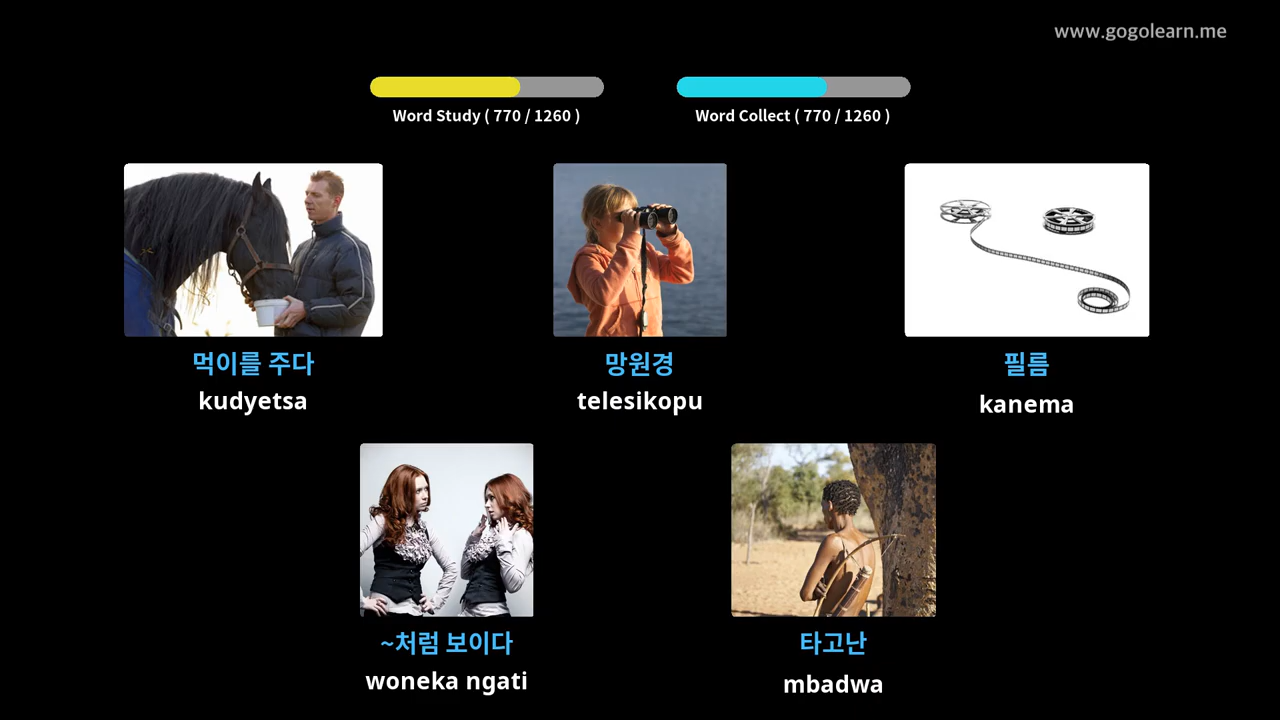 www.gogolearn.me
Word Study ( 770 / 1260 )
Word Collect ( 770 / 1260 )
먹이를 주다
kudyetsa
망원경
telesikopu
필름
kanema
~처럼 보이다
woneka ngati
타고난
mbadwa